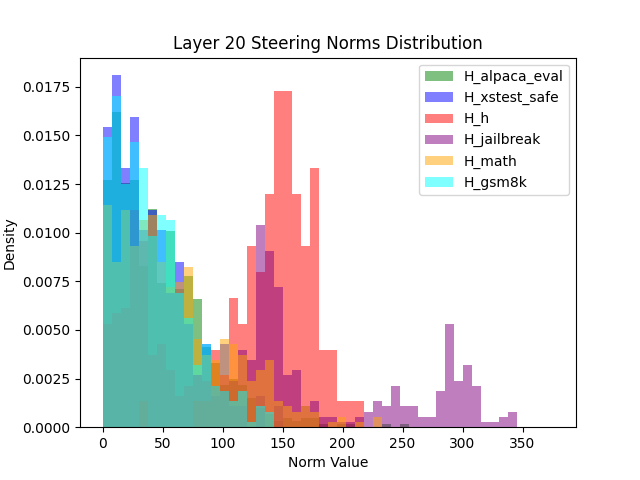 Layer 20 Steering Norms Distribution
H_alpaca_eval
H_xstest_safe
H_h
H_jailbreak
H_math
H_gsm8k
Density
0.0175
0.0150
0.0125
0.0100
0.0075
0.0050
0.0025
0.0000
0 50 100 150 200 250 300 350
Norm Value